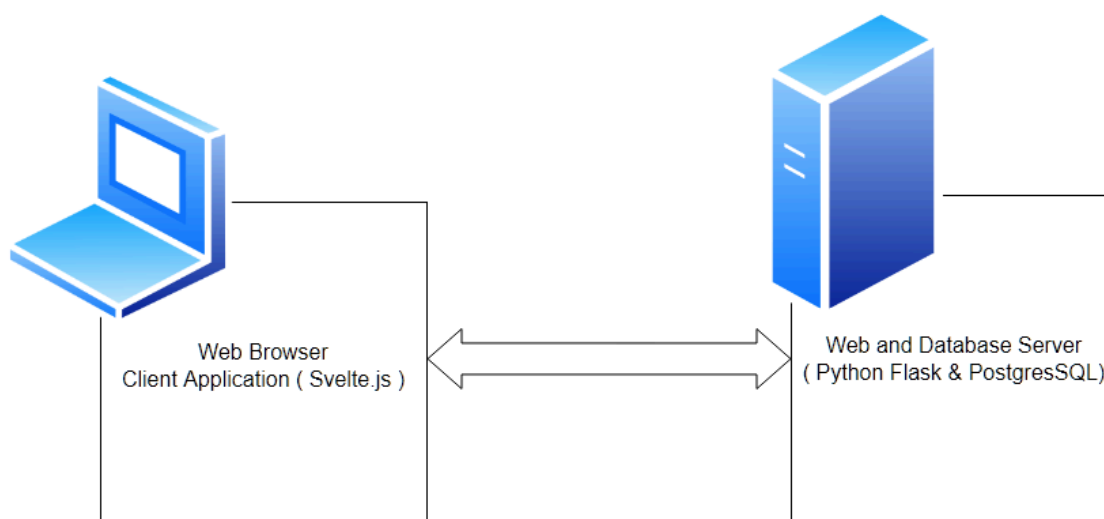 Web Browser
Client Application ( Svelte.js )
Web and Database Server
( Python Flask & PostgresSQL)